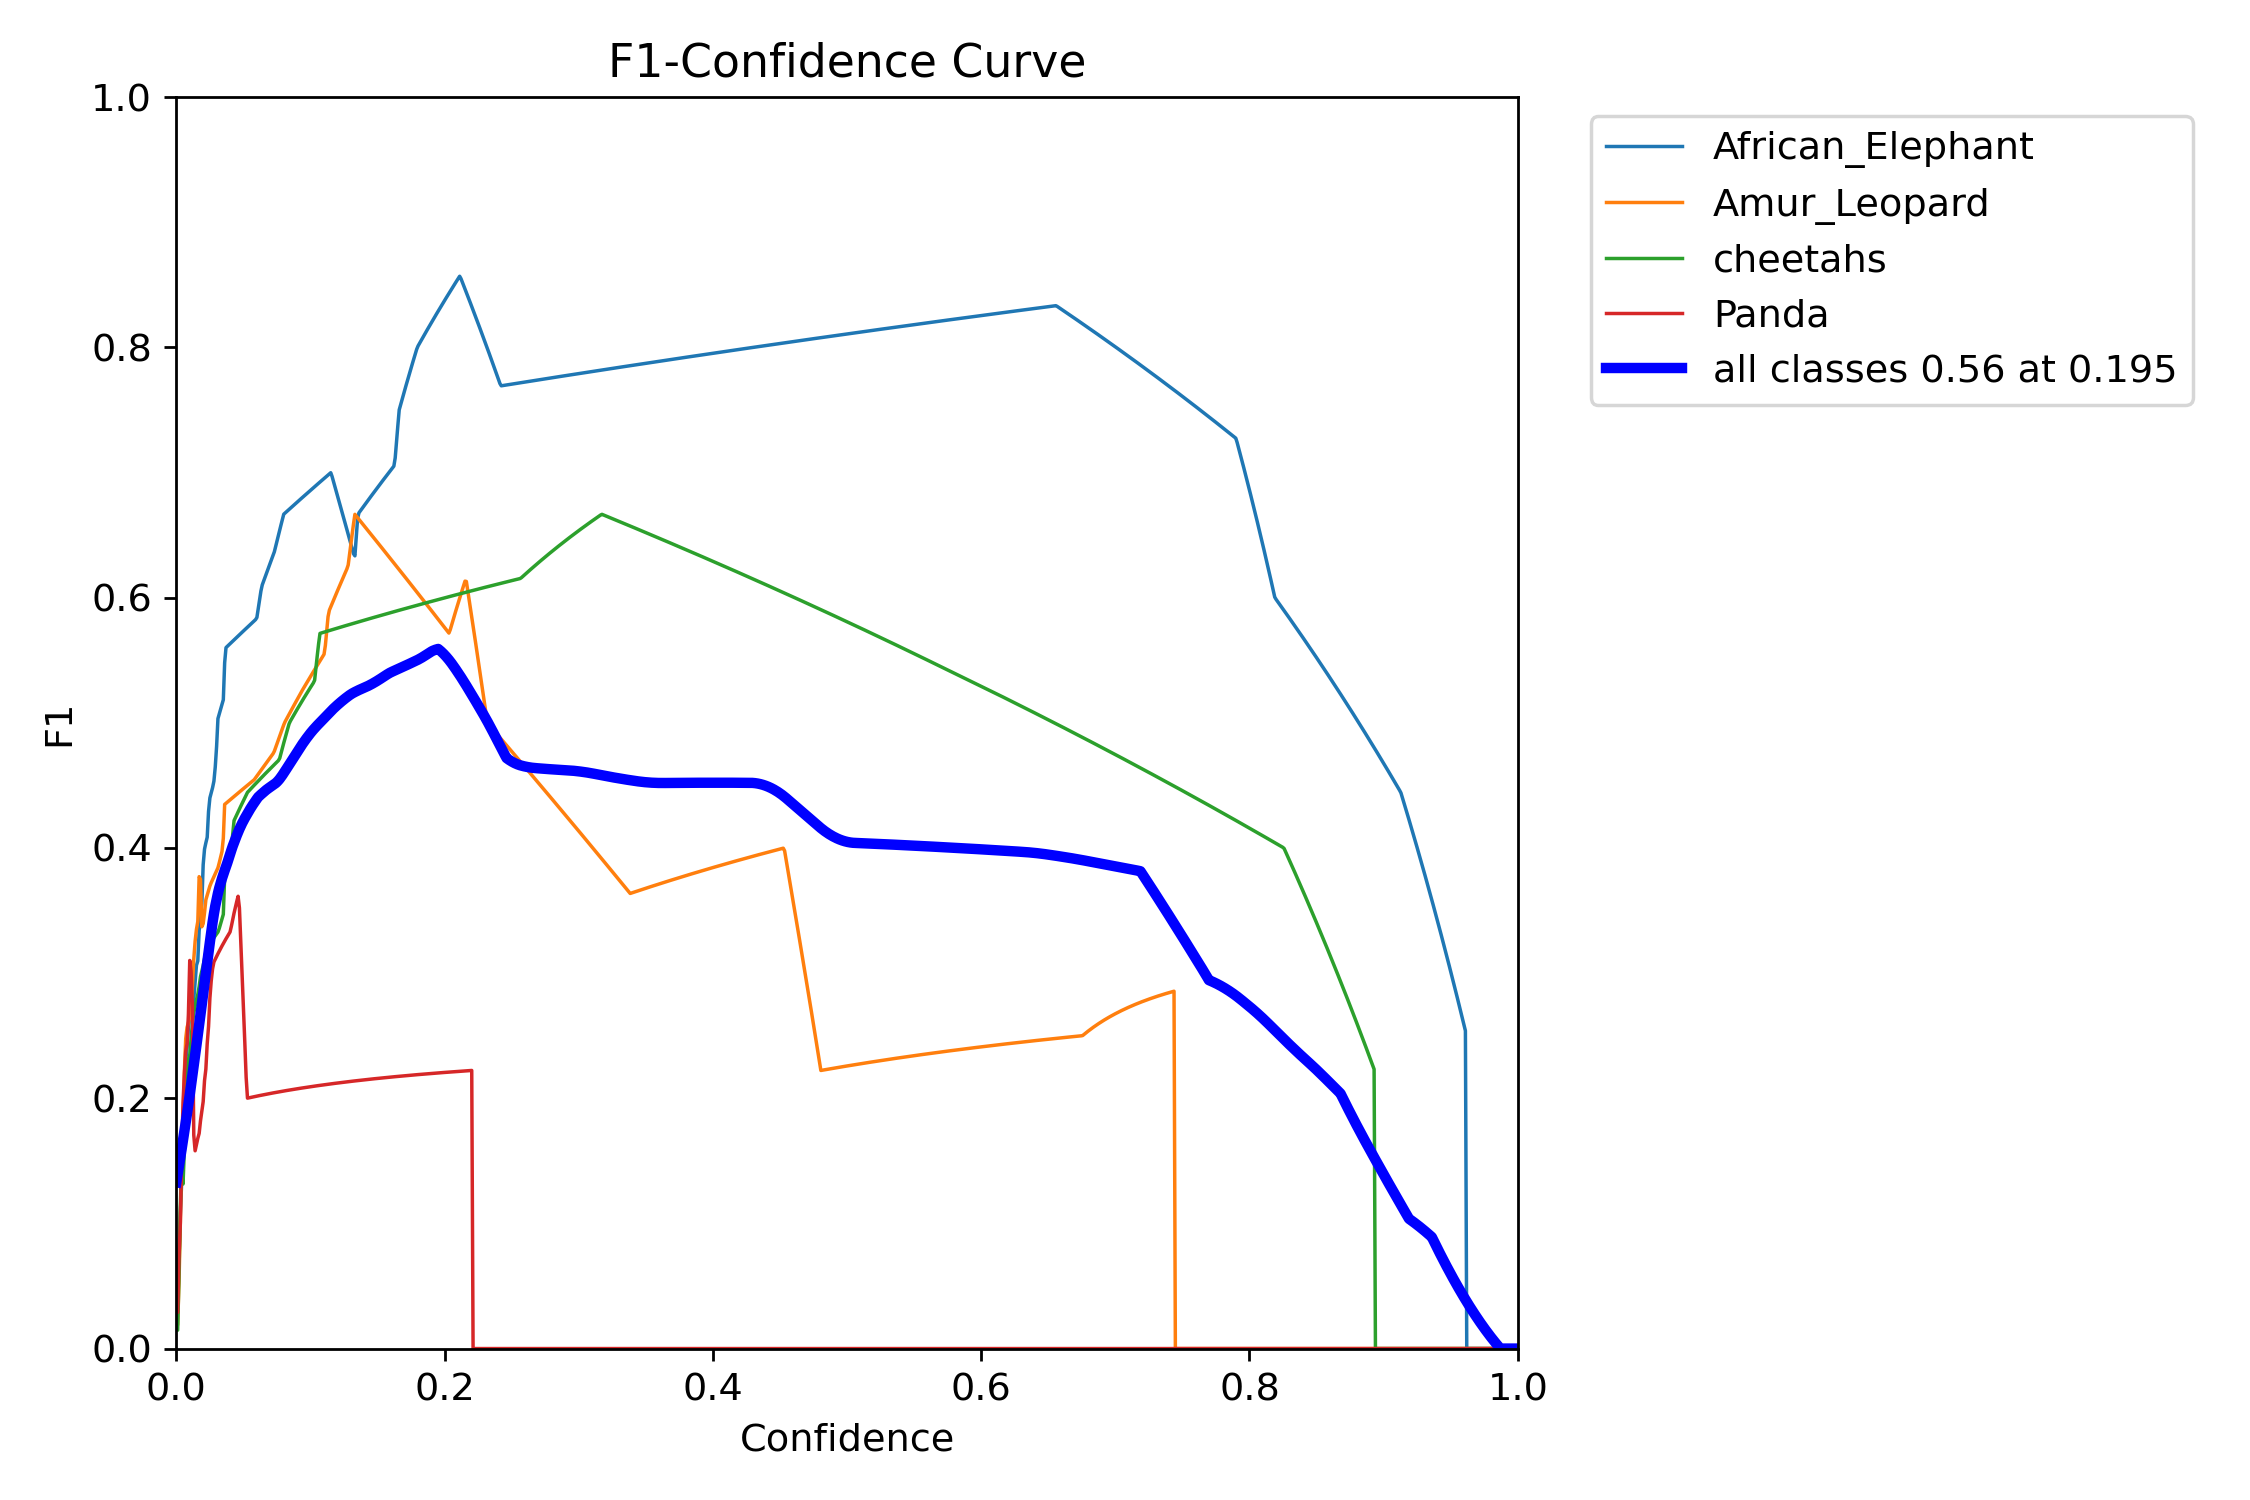 F1-Confidence Curve
1.0
0.8
0.6
0.4
0.2
0.0
F1
0.0 0.2 0.4 0.6 0.8 1.0
Confidence
African_Elephant
Amur_Leopard
cheetahs
Panda
all classes 0.56 at 0.195